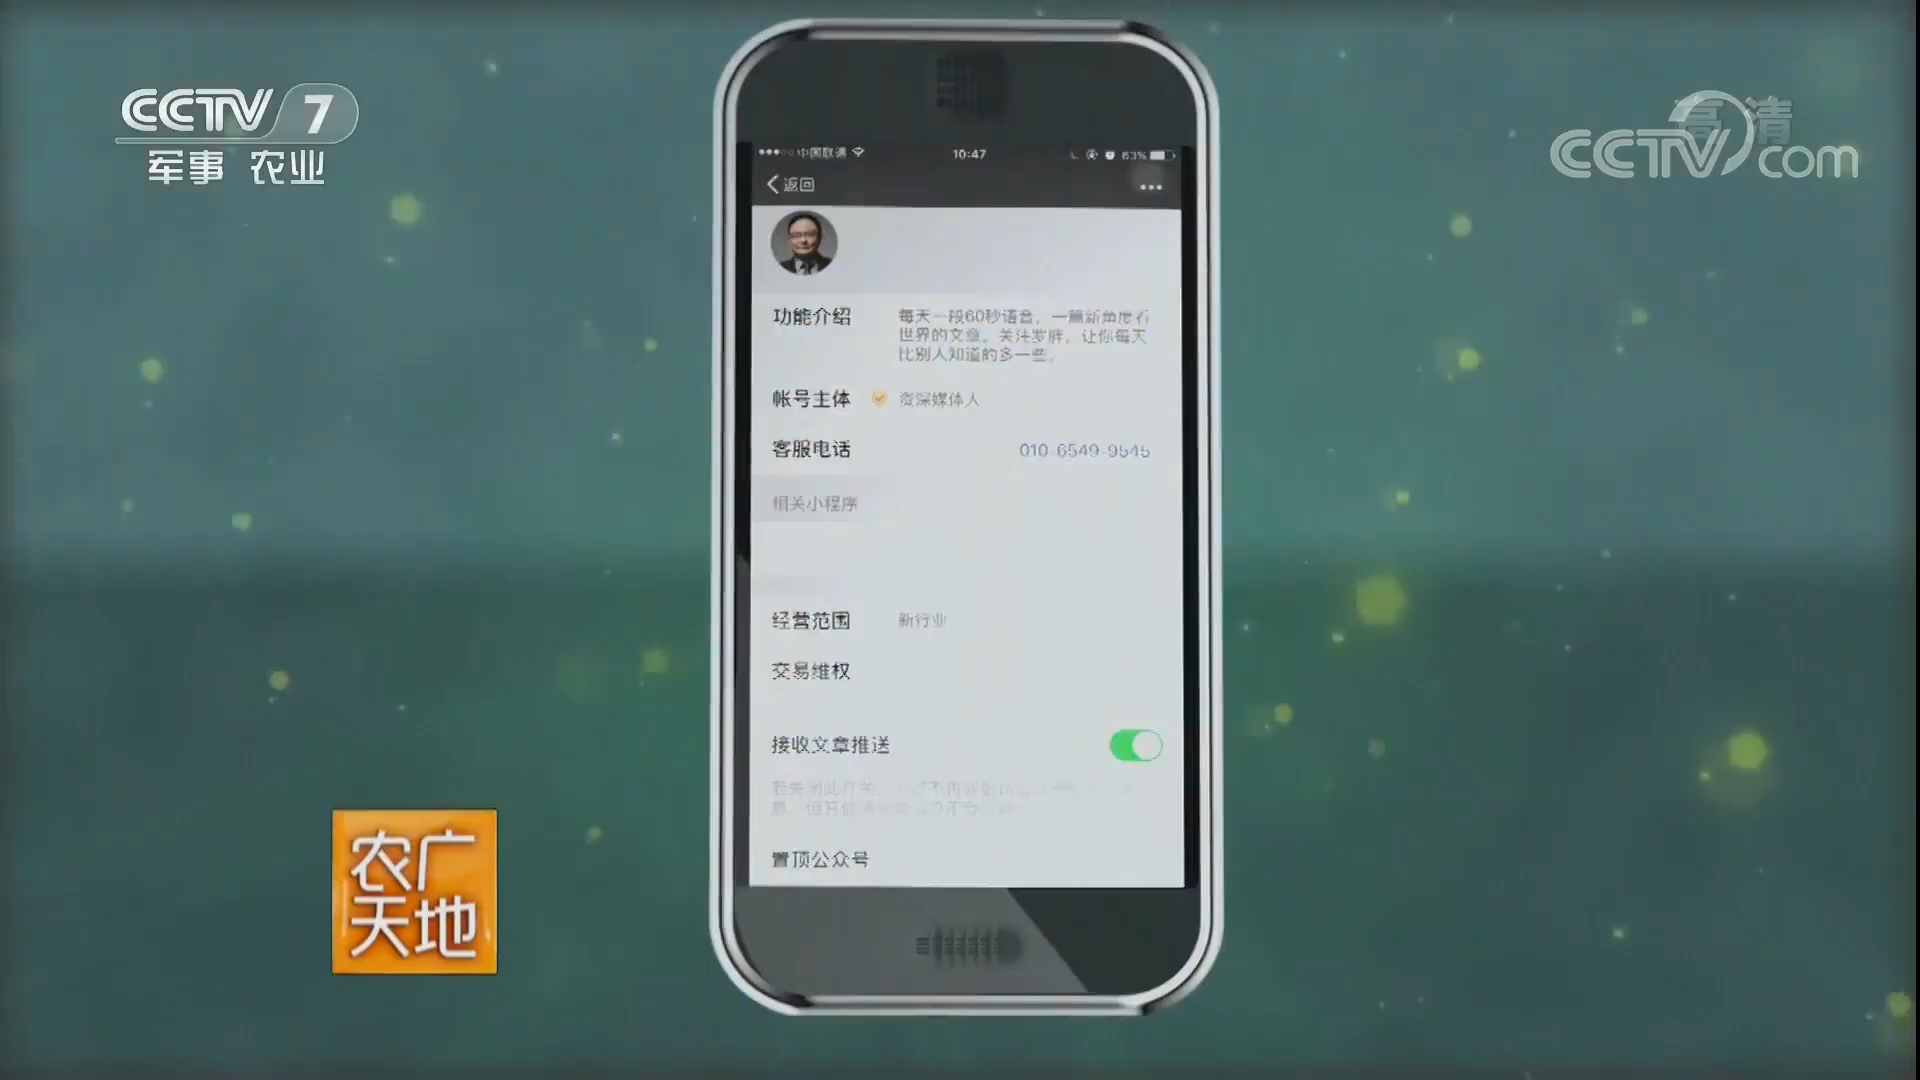 CCTV 7
军事 农业
高清
CCTV com
中国联通
10:47
63%
返回
功能介绍
每天一段60秒语音，一篇新角度看
世界的文章。关注罗胖，让你每天
比别人知道的多一些。
帐号主体
资深媒体人
客服电话
010-6549-9545
相关小程序
经营范围
新行业
交易维权
接收文章推送
置顶公众号
农广
天地